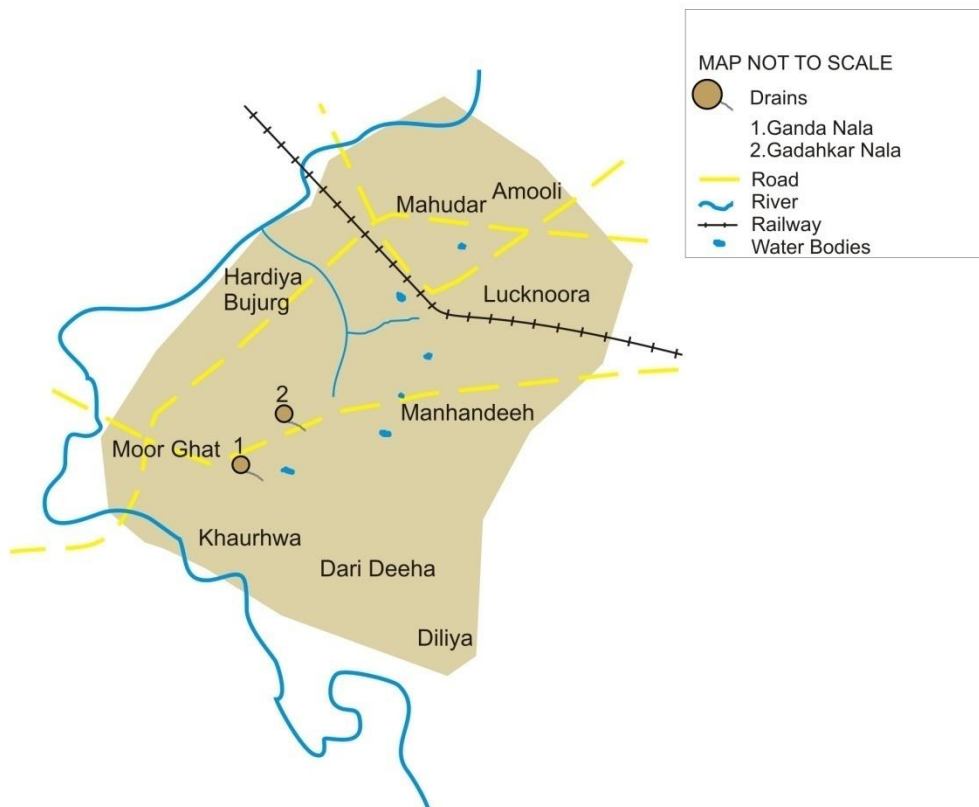 MAP NOT TO SCALE
Drains
1.Ganda Nala
2.Gadahkar Nala
Road
River
Railway
Water Bodies
Amooli
Mahudar
Hardiya
Bujurg
Lucknoora
2
Manhandeeh
Moor Ghat
1
Khaurhwa
Dari Deeha
Diliya